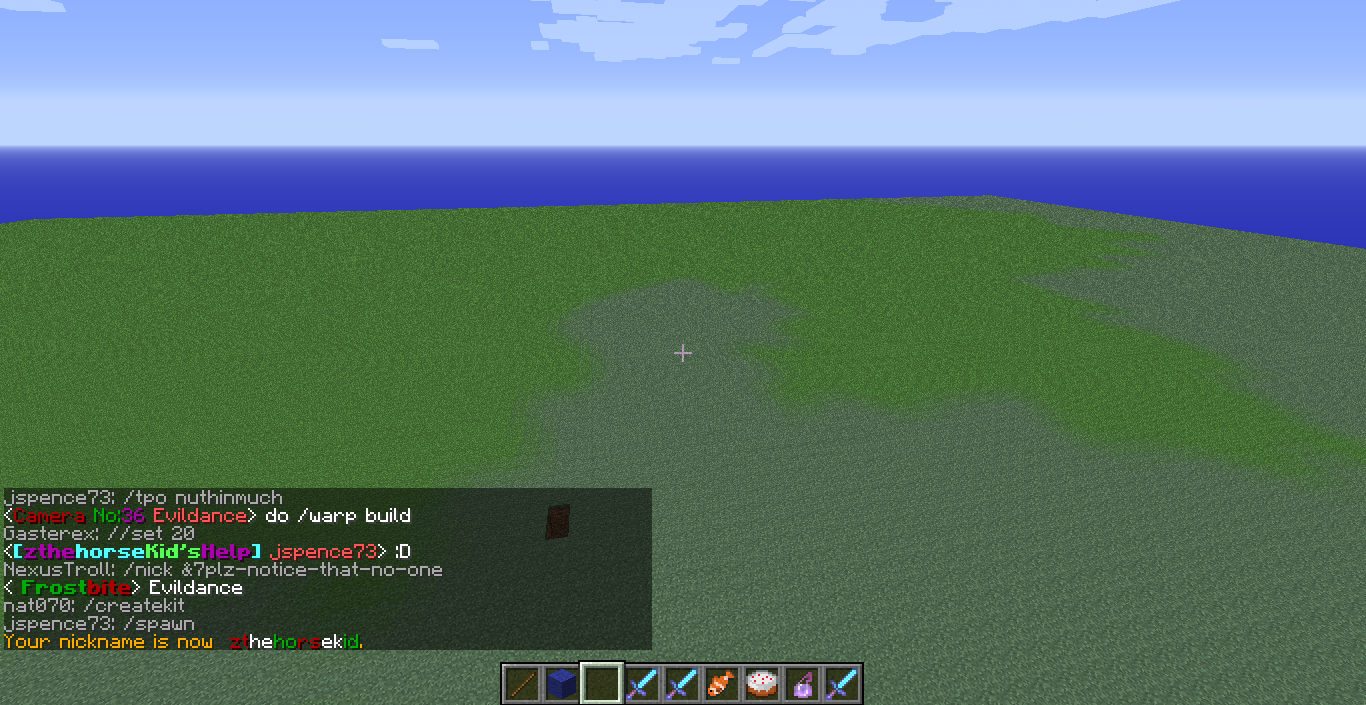 jspence73: /tpo nuthinmuch
<Camera No:36 Evildance> do /warp build
Gasterex: //set 20
<[zthehorseKid'sHelp] jspence73> :D
NexusTroll: /nick &7plz-notice-that-no-one
< Frostbite> Evildance
nat070: /createkit
jspence73: /spawn
Your nickname is now  zthehorsekid.